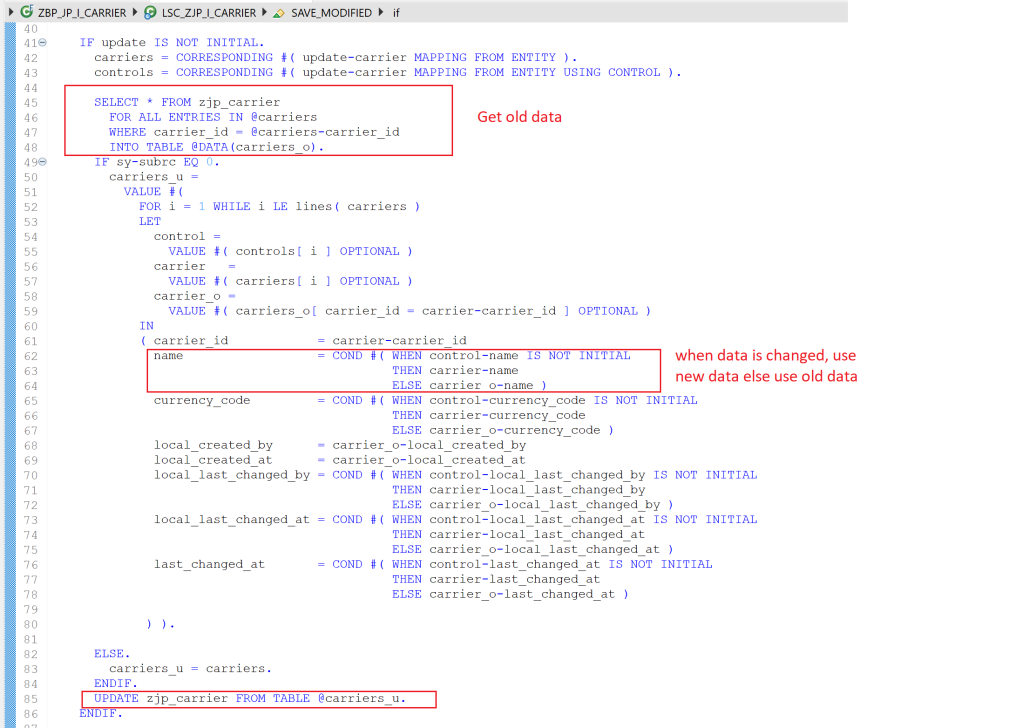 ZBP_JP_I_CARRIER LSC_ZJP_I_CARRIER SAVE_MODIFIED if
40
41 IF update IS NOT INITIAL.
42 carriers = CORRESPONDING #( update-carrier MAPPING FROM ENTITY ).
43 controls = CORRESPONDING #( update-carrier MAPPING FROM ENTITY USING CONTROL ).
44
45 SELECT * FROM zjp_carrier
46 FOR ALL ENTRIES IN @carriers
Get old data
47 WHERE carrier_id = @carriers-carrier_id
48 INTO TABLE @DATA(carriers_o).
49 IF sy-subrc EQ 0.
50 carriers_u =
51 VALUE #(
52 FOR i = 1 WHILE i LE lines( carriers )
53 LET
54 control =
55 VALUE #( controls[ i ] OPTIONAL )
56 carrier =
57 VALUE #( carriers[ i ] OPTIONAL )
58 carrier_o =
59 VALUE #( carriers_o[ carrier_id = carrier-carrier_id ] OPTIONAL )
60 IN
61 ( carrier_id = carrier-carrier_id
62 name = COND #( WHEN control-name IS NOT INITIAL
63 THEN carrier-name
64 ELSE carrier_o-name )
when data is changed, use
new data else use old data
65 currency_code = COND #( WHEN control-currency_code IS NOT INITIAL
66 THEN carrier-currency_code
67 ELSE carrier_o-currency_code )
68 local_created_by = carrier_o-local_created_by
69 local_created_at = carrier_o-local_created_at
70 local_last_changed_by = COND #( WHEN control-local_last_changed_by IS NOT INITIAL
71 THEN carrier-local_last_changed_by
72 ELSE carrier_o-local_last_changed_by )
73 local_last_changed_at = COND #( WHEN control-local_last_changed_at IS NOT INITIAL
74 THEN carrier-local_last_changed_at
75 ELSE carrier_o-local_last_changed_at )
76 last_changed_at = COND #( WHEN control-last_changed_at IS NOT INITIAL
77 THEN carrier-last_changed_at
78 ELSE carrier_o-last_changed_at )
79
80 ) ).
81
82 ELSE.
83 carriers_u = carriers.
84 ENDIF.
85 UPDATE zjp_carrier FROM TABLE @carriers_u.
86 ENDIF.